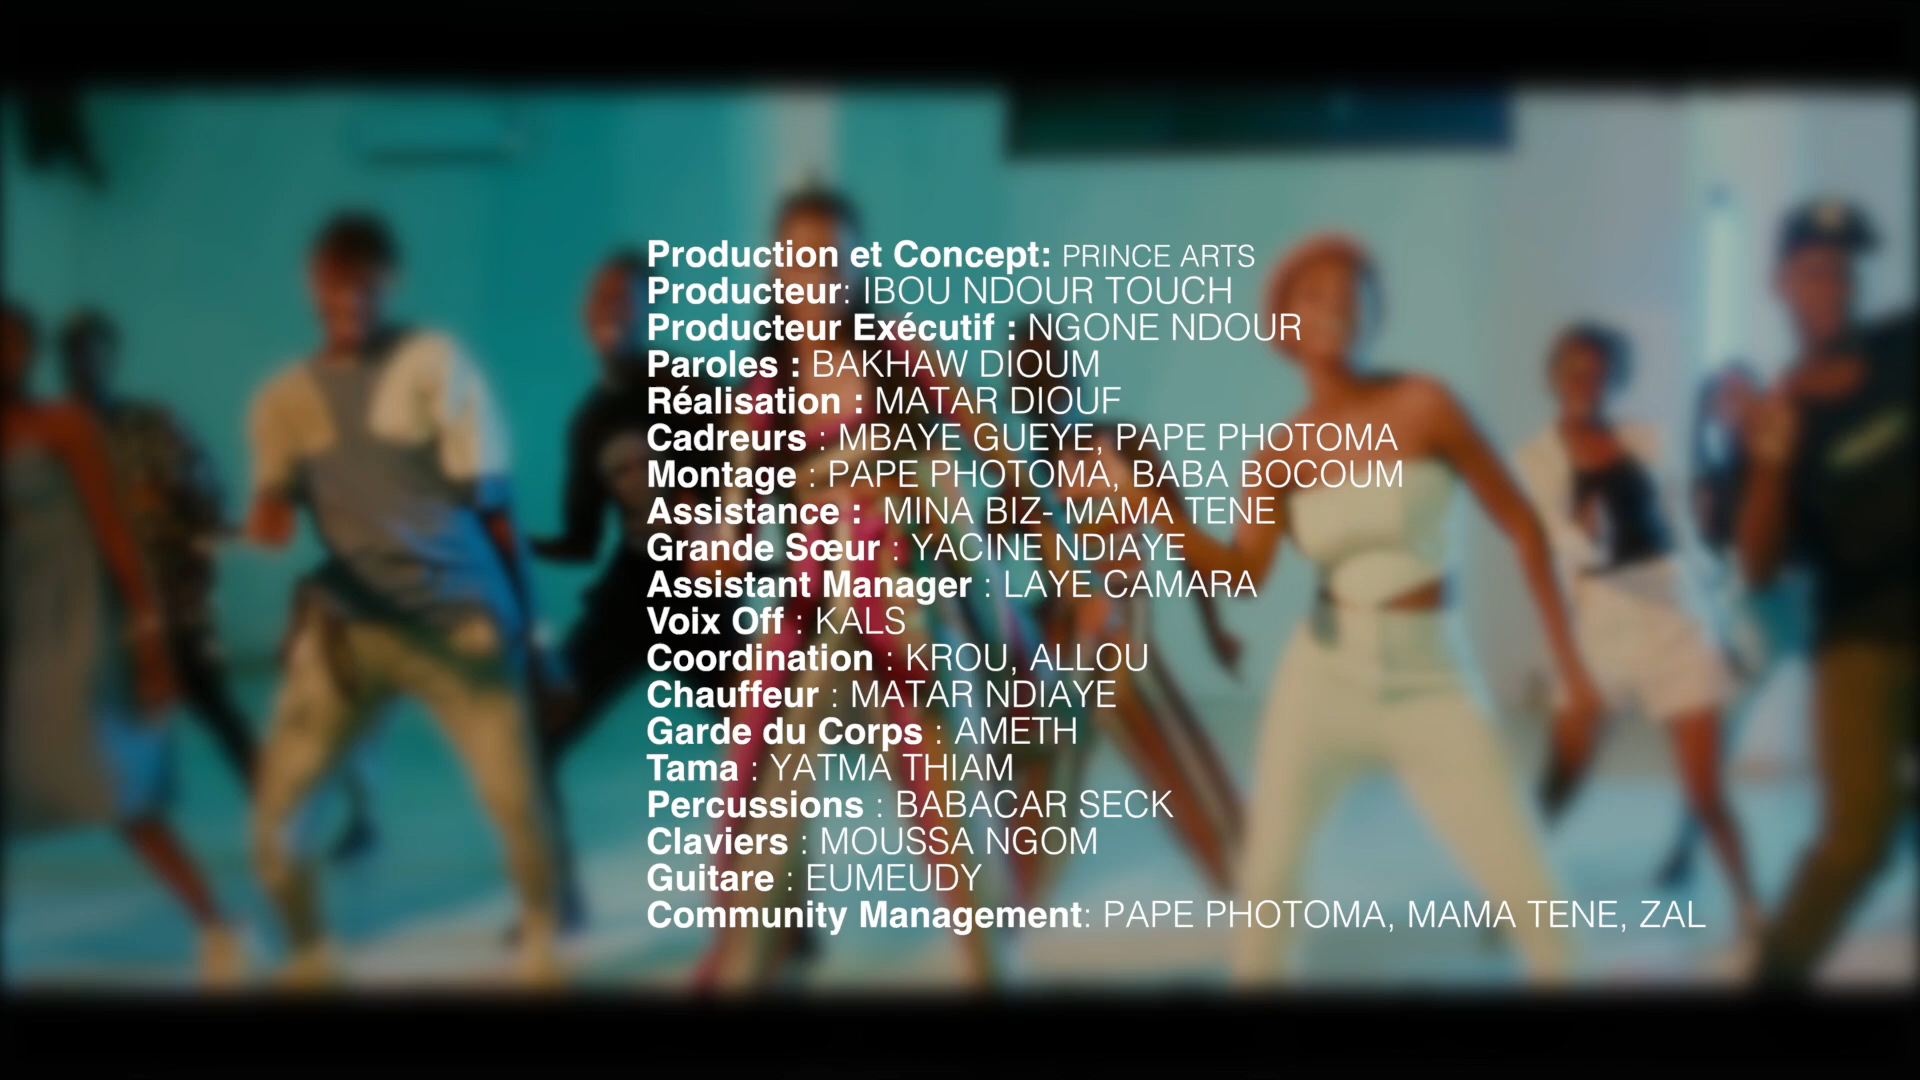 Production et Concept: PRINCE ARTS
Producteur: IBOU NDOUR TOUCH
Producteur Exécutif : NGONE NDOUR
Paroles : BAKHAW DIOUM
Réalisation : MATAR DIOUF
Cadreurs : MBAYE GUEYE, PAPE PHOTOMA
Montage : PAPE PHOTOMA, BABA BOCOUM
Assistance : MINA BIZ- MAMA TENE
Grande Sœur : YACINE NDIAYE
Assistant Manager : LAYE CAMARA
Voix Off : KALS
Coordination : KROU, ALLOU
Chauffeur : MATAR NDIAYE
Garde du Corps : AMETH
Tama : YATMA THIAM
Percussions : BABACAR SECK
Claviers : MOUSSA NGOM
Guitare : EUMEUDY
Community Management: PAPE PHOTOMA, MAMA TENE, ZAL